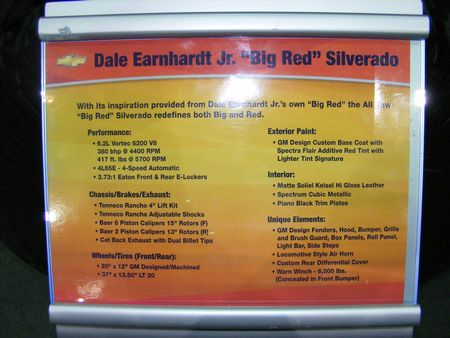 Dale Earnhardt Jr. "Big Red" Silverado
With its inspiration provided from Dale Earnhardt Jr.'s own "Big Red" the All
"Big Red" Silverado redefines both Big and Red.
Performance:
• 6.2L Vortec 6200 V8
380 bhp @ 4400 RPM
417 ft. lbs @ 5700 RPM
• 4L65E - 4-Speed Automatic
• 3.73:1 Eaton Front & Rear E-Lockers
Chassis/Brakes/Exhaust:
• Tenneco Rancho 4" Lift Kit
• Tenneco Rancho Adjustable Shocks
• Baer 6 Piston Calipers 15" Rotors (F)
• Baer 2 Piston Calipers 13" Rotors (R)
• Cat Back Exhaust with Dual Billet Tips
Wheels/Tires (Front/Rear):
• 20" x 12" GM Designed/Machined
• 37" x 13.50" LT 20
Exterior Paint:
• GM Design Custom Base Coat with
Spectra Flair Additive Red Tint with
Lighter Tint Signature
Interior:
• Matte Soliel Keisel Hi Gloss Leather
• Spectrum Cubic Metallic
• Piano Black Trim Plates
Unique Elements:
• GM Design Fenders, Hood, Bumper, Grille
and Brush Guard, Box Panels, Roll Panel,
Light Bar, Side Steps
• Locomotive Style Air Horn
• Custom Rear Differential Cover
• Warn Winch - 6,000 lbs.
(Concealed in Front Bumper)